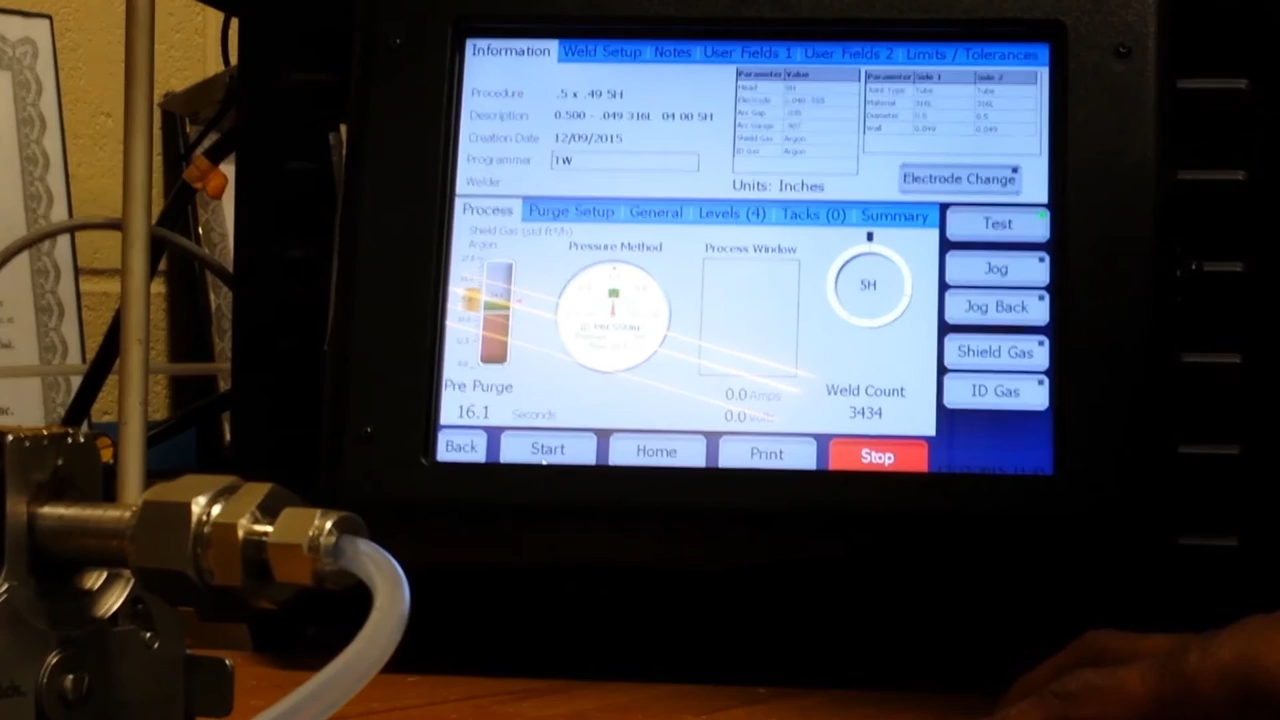 Information Weld Setup Notes User Fields 1 User Fields 2 Limits / Tolerances
Procedure .5 x .49 5H
Description 0.500 - .049 316L 04 00 5H
Creation Date 12/09/2015
Programmer TW
Welder
Parameter Value
Head 5H
Electrode
Arc Gap
Arc Gauge .907
Shield Gas Argon
ID Gas Argon
Units: Inches
Parameter Side 1 Side 2
Joint Type Tube Tube
Material 316L 316L
Diameter 0.5 0.5
Wall 0.049 0.049
Electrode Change
Process Purge Setup General Levels (4) Tacks (0) Summary
Shield Gas (std ft³/h)
Argon
Pressure Method
ID PRESSURE
Process Window
5H
Pre Purge
16.1 Seconds
0.0 Amps
0.0 Volts
Weld Count
3434
Test
Jog
Jog Back
Shield Gas
ID Gas
Back Start Home Print Stop